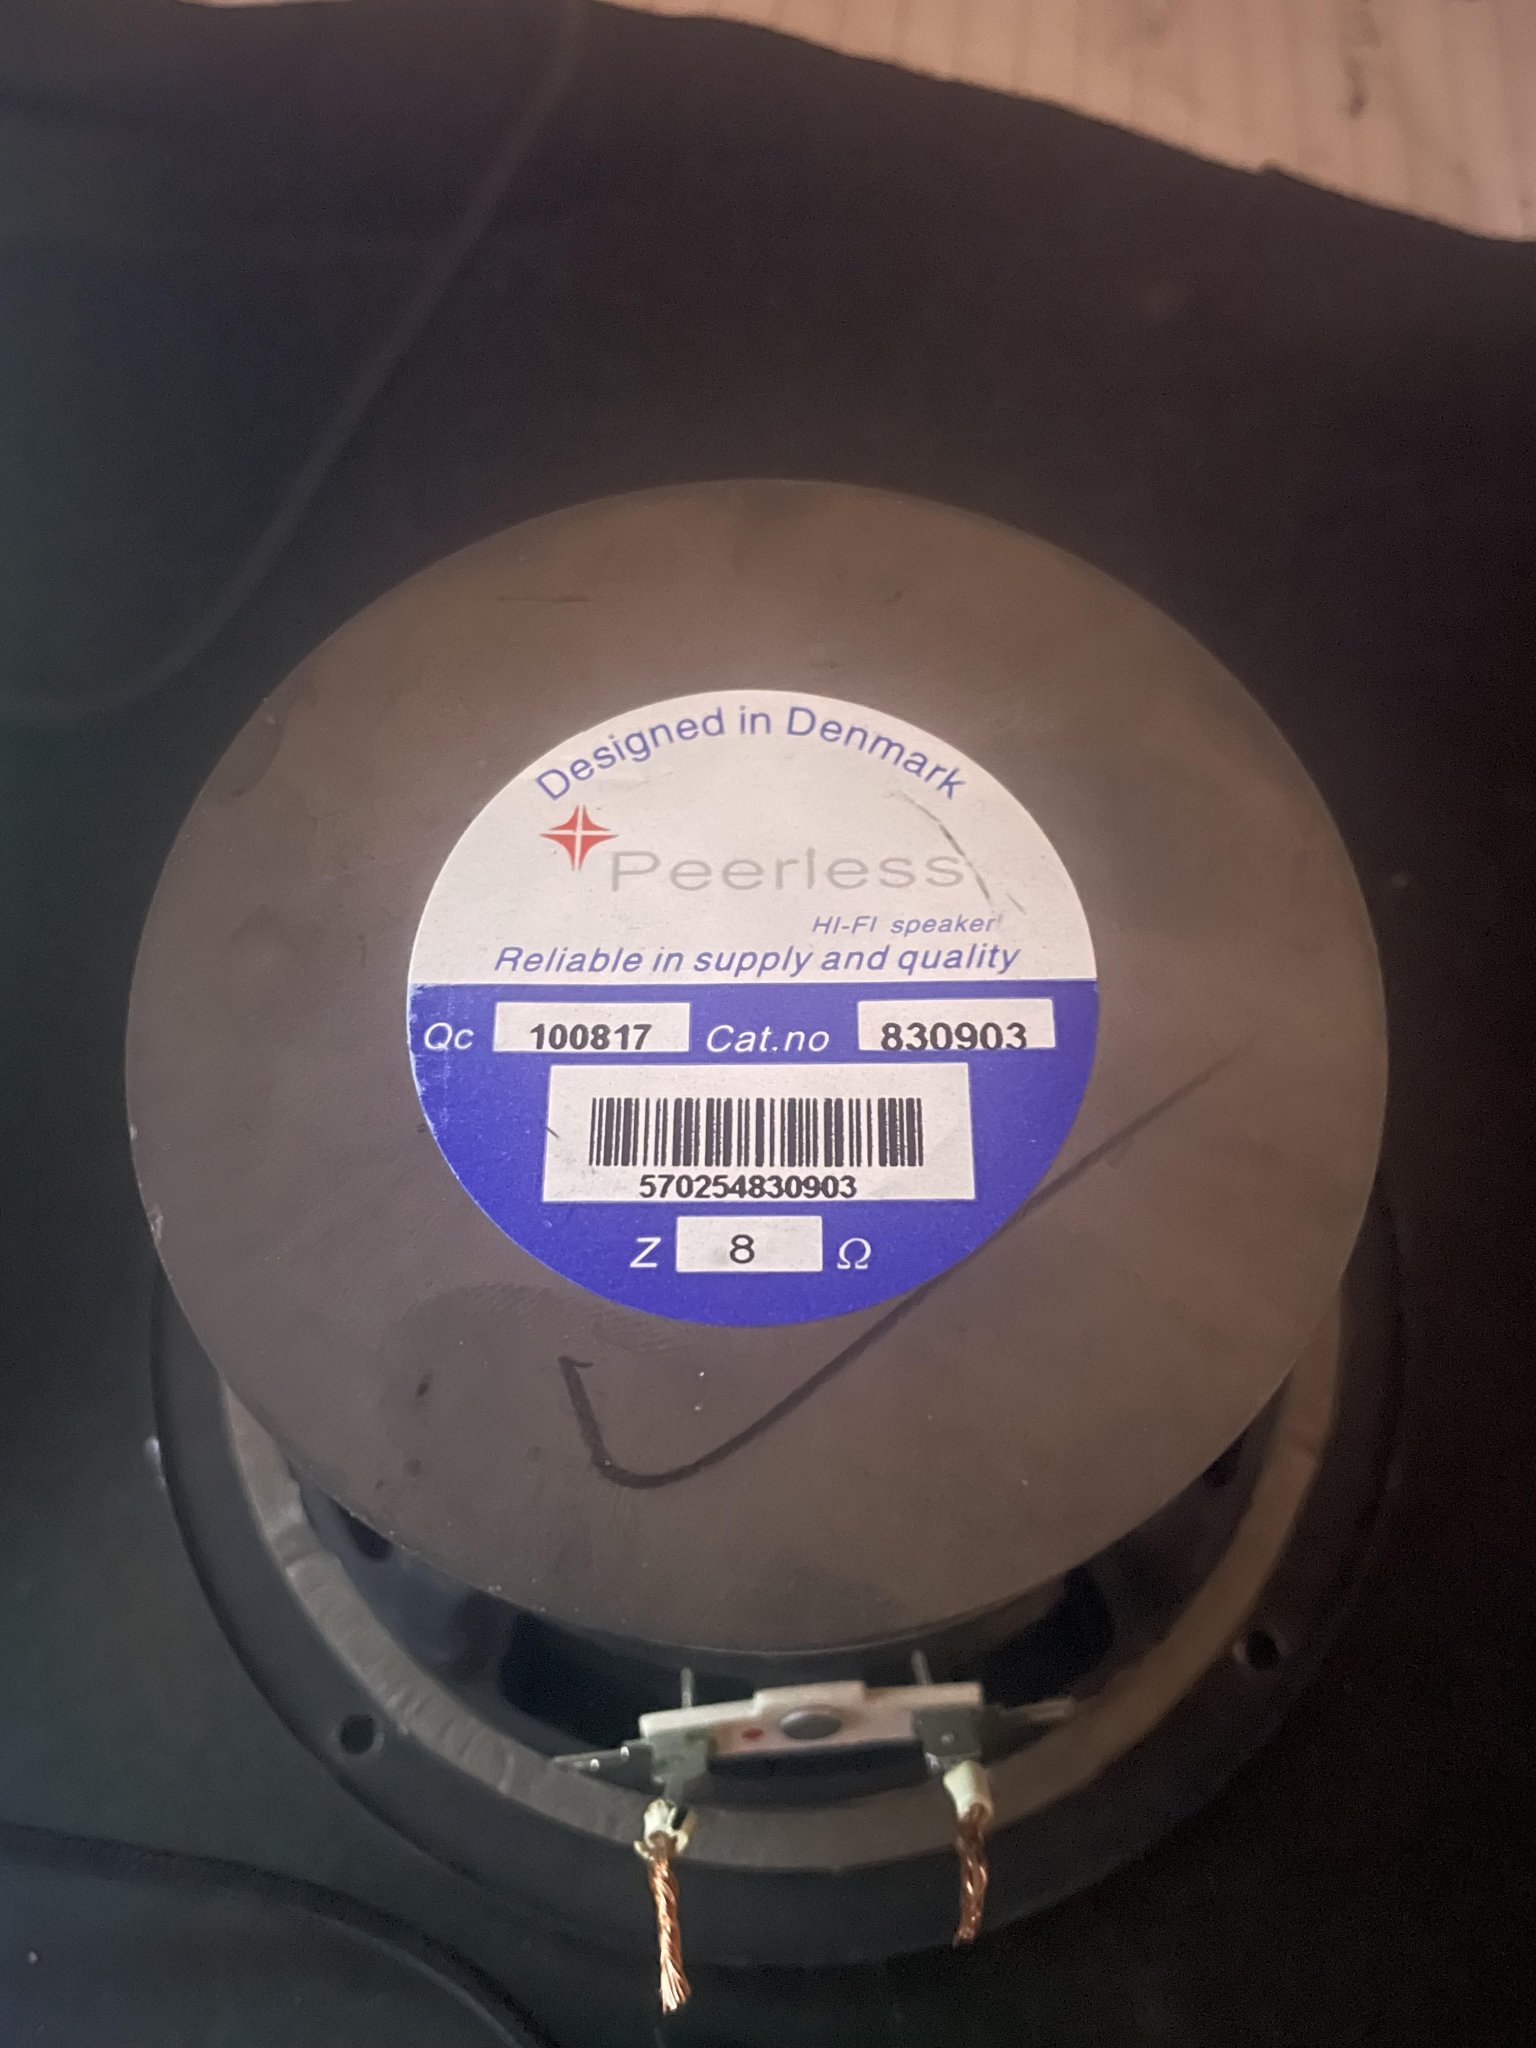 Designed in Denmark
Peerless
HI-FI speaker
Reliable in supply and quality
Qc 100817 Cat.no 830903
570254830903
Z 8 Ω